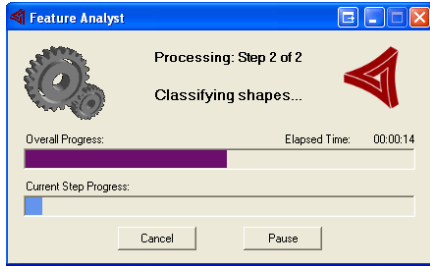 Feature Analyst
Processing: Step 2 of 2
Classifying shapes...
Overall Progress: Elapsed Time: 00:00:14
Current Step Progress:
Cancel Pause